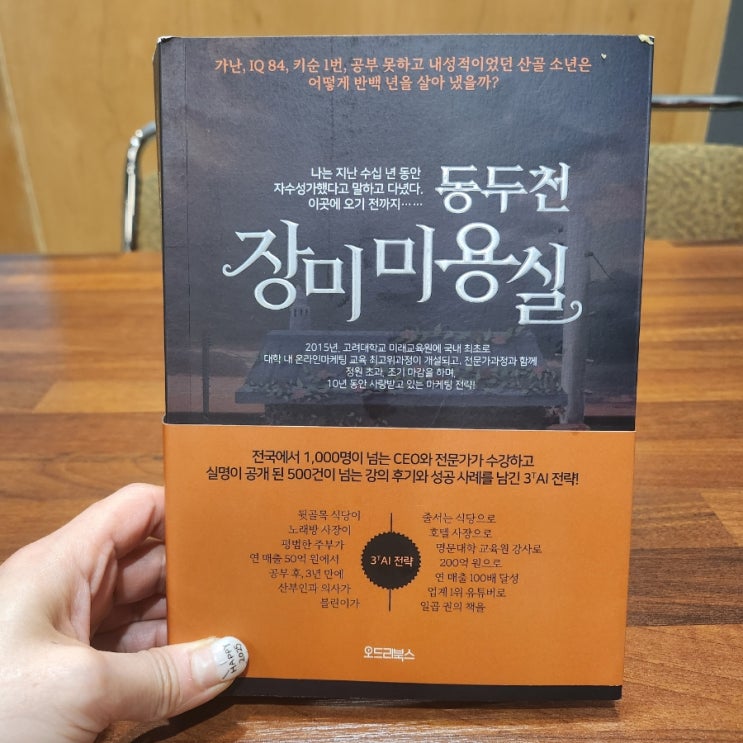 가난, IQ 84, 키순 1번, 공부 못하고 내성적이었던 산골 소년은
어떻게 반백 년을 살아 냈을까?
나는 지난 수십 년 동안
자수성가했다고 말하고 다녔다.
이곳에 오기 전까지……
동두천
장미 미용실
2015년, 고려대학교 미래교육원에 국내 최초로
대학 내 온라인마케팅 교육 최고위과정이 개설되고, 전문가과정과 함께
정원 초과, 조기 마감을 하며,
10년 동안 사랑받고 있는 마케팅 전략!
전국에서 1,000명이 넘는 CEO와 전문가가 수강하고
실명이 공개 된 500건이 넘는 강의 후기와 성공 사례를 남긴 3ᵀAI 전략!
뒷골목 식당이
노래방 사장이
평범한 주부가
연 매출 50억 원에서
공부 후, 3년 만에
산부인과 의사가
블린이가
3ᵀAI 전략
줄서는 식당으로
호텔 사장으로
명문대학 교육원 강사로
200억 원으로
연 매출 100배 달성
업계 1위 유튜버로
일곱 권의 책을
오드리북스
HAPPY
2025